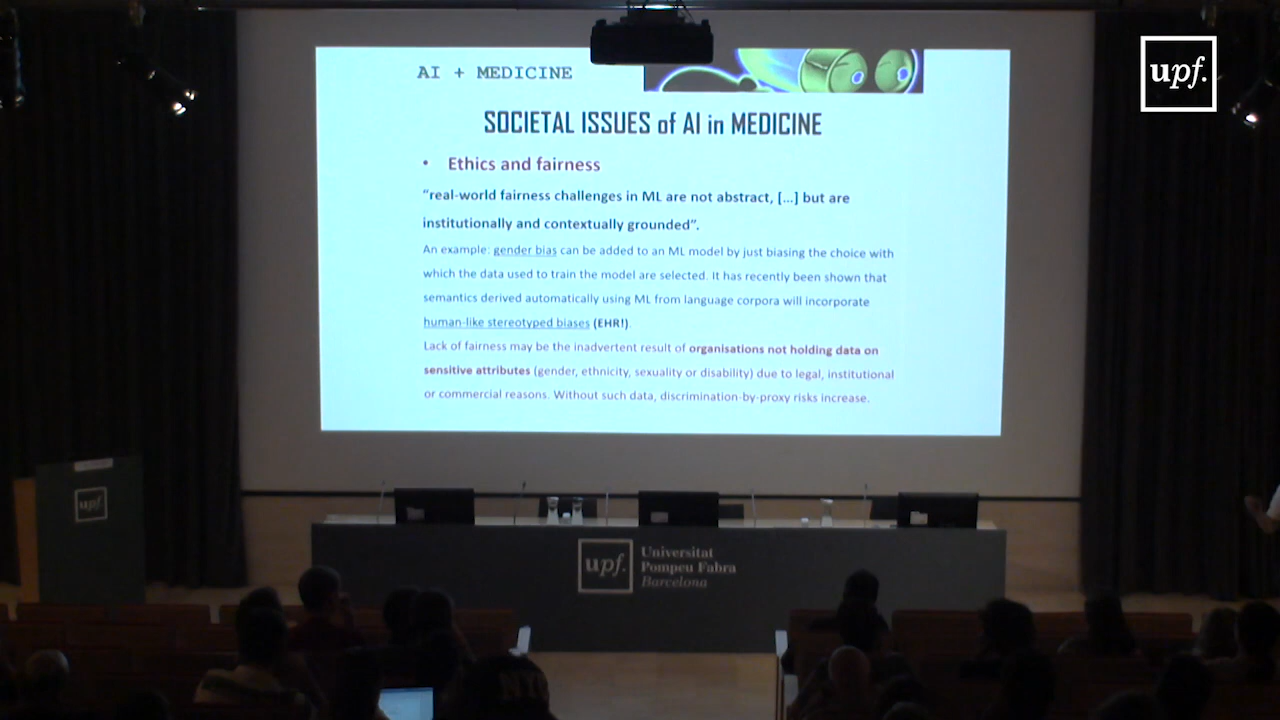 upf.
AI + MEDICINE
SOCIETAL ISSUES of AI in MEDICINE
• Ethics and fairness
“real-world fairness challenges in ML are not abstract, [...] but are
institutionally and contextually grounded”.
An example: gender bias can be added to an ML model by just biasing the choice with
which the data used to train the model are selected. It has recently been shown that
semantics derived automatically using ML from language corpora will incorporate
human-like stereotyped biases (EHR!).
Lack of fairness may be the inadvertent result of organisations not holding data on
sensitive attributes (gender, ethnicity, sexuality or disability) due to legal, institutional
or commercial reasons. Without such data, discrimination-by-proxy risks increase.
upf.
upf.
Universitat
Pompeu Fabra
Barcelona